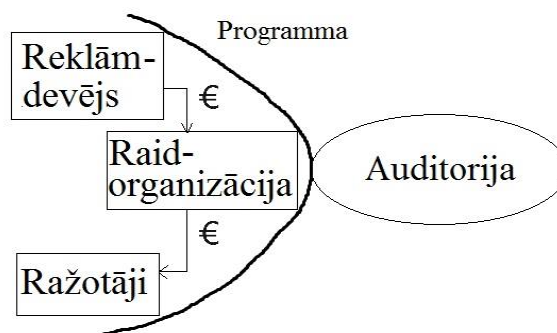 Programma
Reklām-
devējs
€
Raid-
organizācija
Auditorija
€
Ražotāji